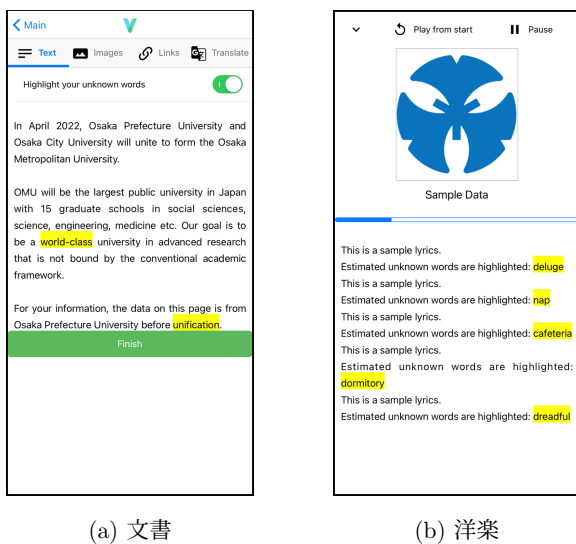 Main
Text Images Links Translate
Highlight your unknown words
In April 2022, Osaka Prefecture University and
Osaka City University will unite to form the Osaka
Metropolitan University.
OMU will be the largest public university in Japan
with 15 graduate schools in social sciences,
science, engineering, medicine etc. Our goal is to
be a world-class university in advanced research
that is not bound by the conventional academic
framework.
For your information, the data on this page is from
Osaka Prefecture University before unification.
Finish
(a) 文書
Play from start Pause
Sample Data
This is a sample lyrics.
Estimated unknown words are highlighted: deluge
This is a sample lyrics.
Estimated unknown words are highlighted: nap
This is a sample lyrics.
Estimated unknown words are highlighted: cafeteria
This is a sample lyrics.
Estimated unknown words are highlighted:
dormitory
This is a sample lyrics.
Estimated unknown words are highlighted: dreadful
(b) 洋楽